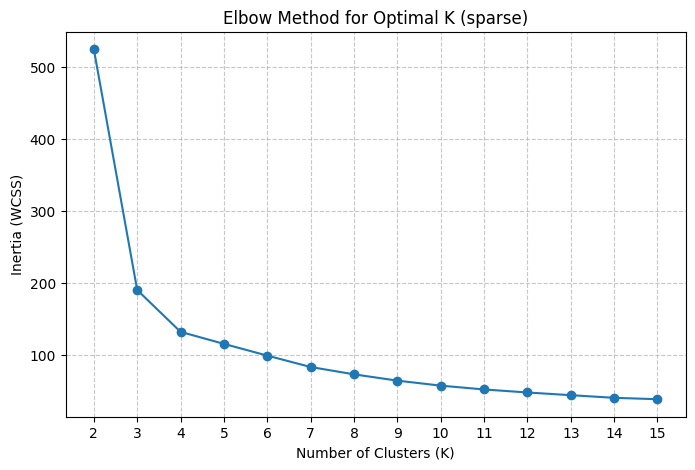 Elbow Method for Optimal K (sparse)
500
400
300
200
100
Inertia (WCSS)
2 3 4 5 6 7 8 9 10 11 12 13 14 15
Number of Clusters (K)